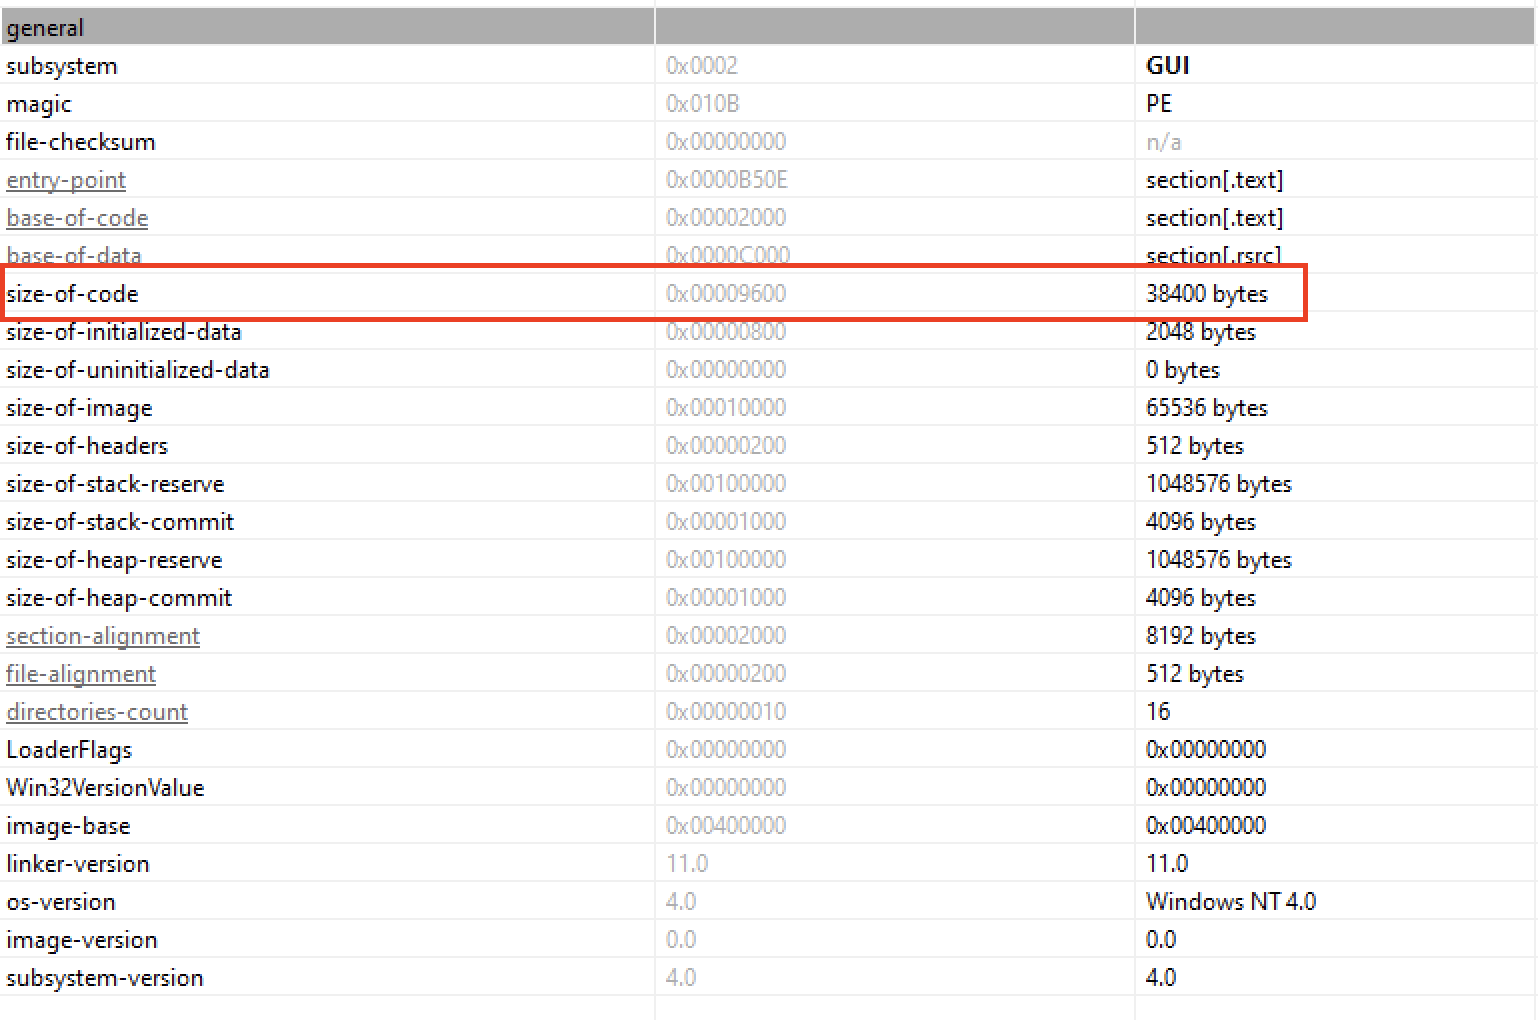 general
subsystem 0x0002 GUI
magic 0x010B PE
file-checksum 0x00000000 n/a
entry-point 0x0000B50E section[.text]
base-of-code 0x00002000 section[.text]
base-of-data 0x0000C000 section[.rsrc]
size-of-code 0x00009600 38400 bytes
size-of-initialized-data 0x00000800 2048 bytes
size-of-uninitialized-data 0x00000000 0 bytes
size-of-image 0x00010000 65536 bytes
size-of-headers 0x00000200 512 bytes
size-of-stack-reserve 0x00100000 1048576 bytes
size-of-stack-commit 0x00001000 4096 bytes
size-of-heap-reserve 0x00100000 1048576 bytes
size-of-heap-commit 0x00001000 4096 bytes
section-alignment 0x00002000 8192 bytes
file-alignment 0x00000200 512 bytes
directories-count 0x00000010 16
LoaderFlags 0x00000000 0x00000000
Win32VersionValue 0x00000000 0x00000000
image-base 0x00400000 0x00400000
linker-version 11.0 11.0
os-version 4.0 Windows NT 4.0
image-version 0.0 0.0
subsystem-version 4.0 4.0